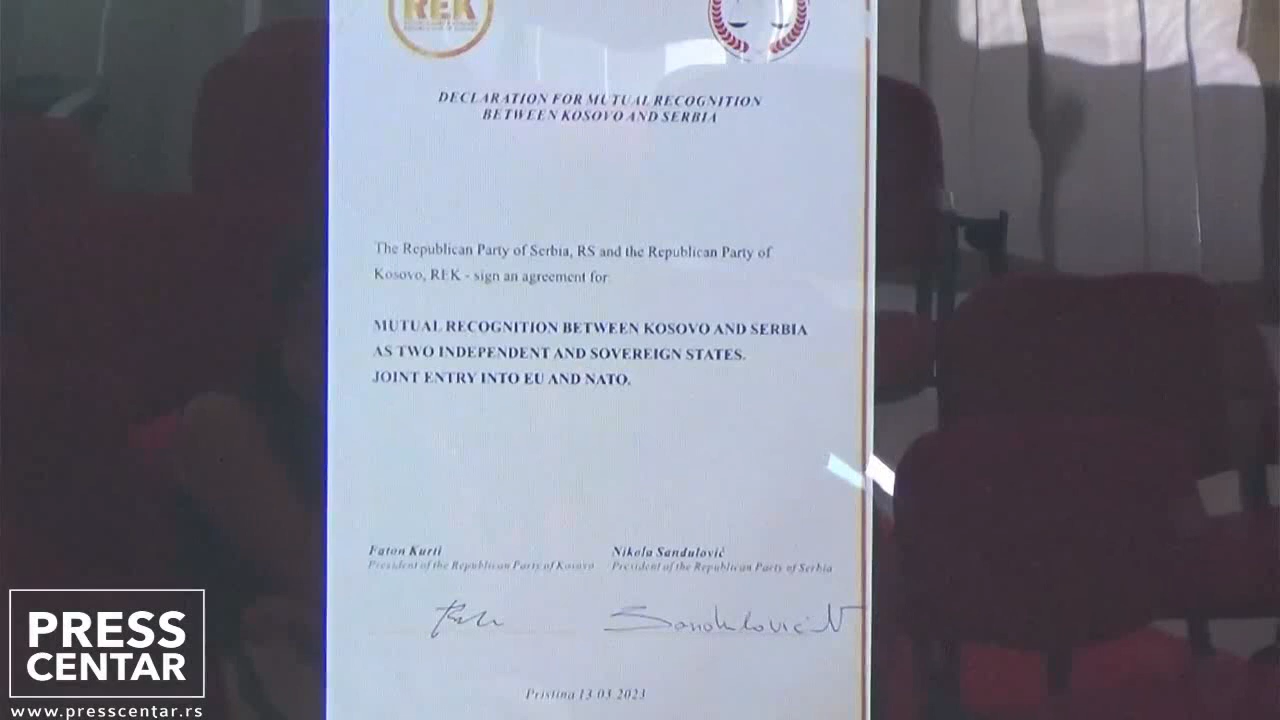 REK
DECLARATION FOR MUTUAL RECOGNITION
BETWEEN KOSOVO AND SERBIA
The Republican Party of Serbia, RS and the Republican Party of
Kosovo, REK - sign an agreement for
MUTUAL RECOGNITION BETWEEN KOSOVO AND SERBIA
AS TWO INDEPENDENT AND SOVEREIGN STATES.
JOINT ENTRY INTO EU AND NATO.
Faton Kurti
President of the Republican Party of Kosovo
Nikola Sandulović
President of the Republican Party of Serbia
Sandulović N
Pristina 13.03.2023
PRESS
CENTAR
www.presscentar.rs